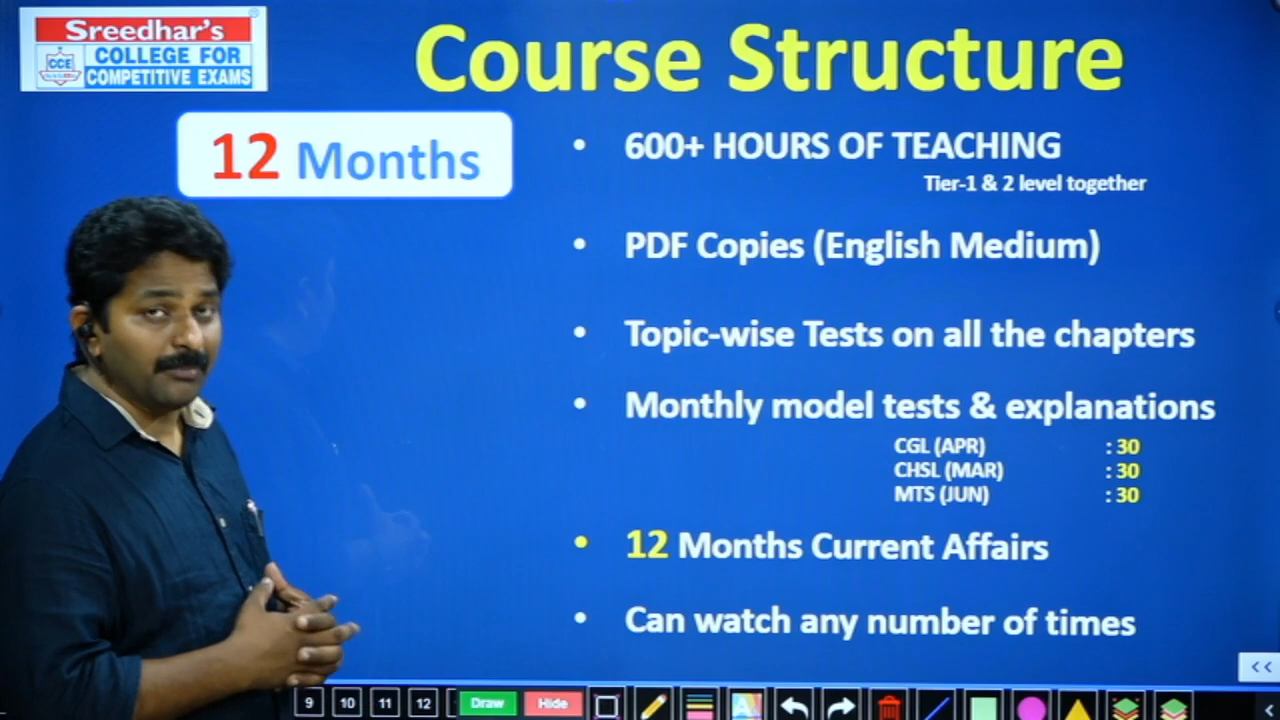 Sreedhar's
CCE
COLLEGE FOR
COMPETITIVE EXAMS
®
Course Structure
12 Months
• 600+ HOURS OF TEACHING
Tier-1 & 2 level together
• PDF Copies (English Medium)
• Topic-wise Tests on all the chapters
• Monthly model tests & explanations
CGL (APR) : 30
CHSL (MAR) : 30
MTS (JUN) : 30
• 12 Months Current Affairs
• Can watch any number of times
<<
9 10 11 12 Draw Hide
<